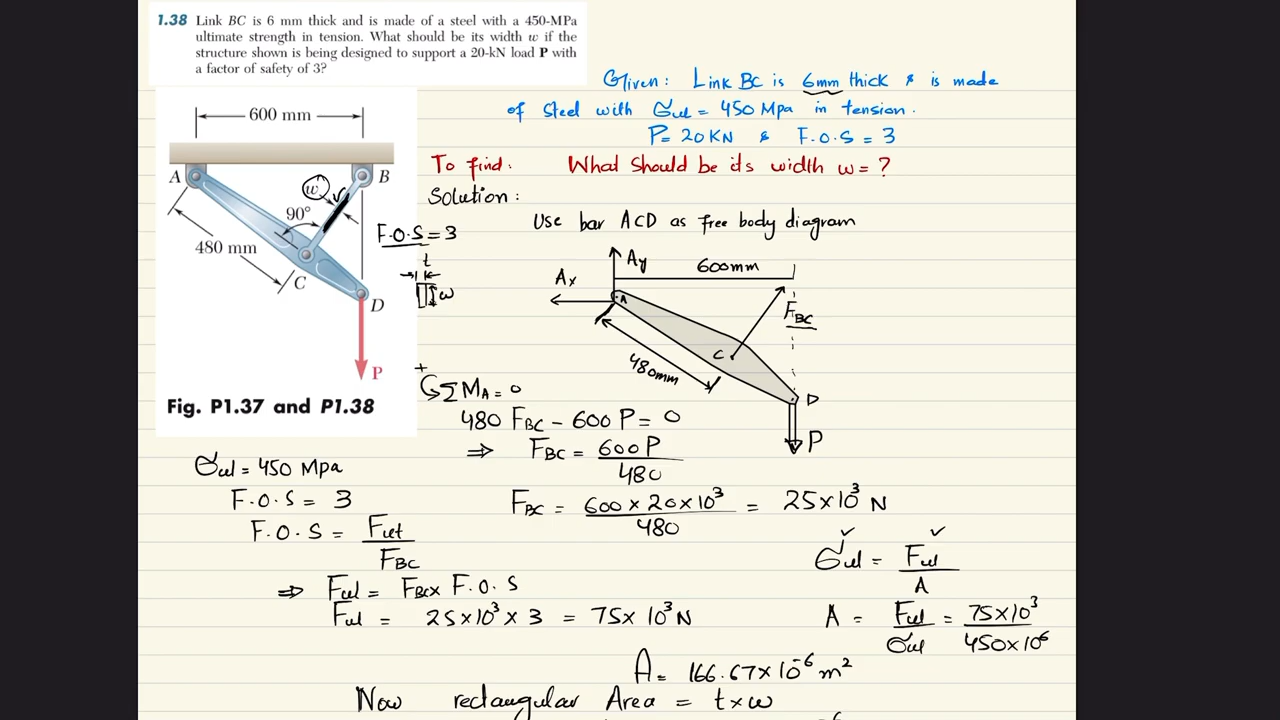 1.38 Link BC is 6 mm thick and is made of a steel with a 450-MPa
ultimate strength in tension. What should be its width w if the
structure shown is being designed to support a 20-kN load P with
a factor of safety of 3?
Given: Link BC is 6mm thick & is made
of Steel with σul = 450 Mpa in tension.
P= 20KN & F.O.S = 3
To find: What should be its width w = ?
Solution:
Use bar ACD as free body diagram
600 mm
A
B
w
90°
480 mm
C
D
P
Fig. P1.37 and P1.38
F.O.S = 3
t
w
Ay
600mm
Ax
A
FBC
C
480mm
D
P
+ ΣMA = 0
480 FBC - 600 P = 0
⇒ FBC = 600P / 480
FBC = 600 × 20×10³ / 480 = 25×10³ N
σul = 450 Mpa
F.O.S = 3
F.O.S = Fult / FBC
⇒ Ful = FBC× F.O.S
Ful = 25×10³ × 3 = 75× 10³ N
σul = Ful / A
A = Ful / σul = 75×10³ / 450×10⁶
A = 166.67×10⁻⁶ m²
Now rectangular Area = t×w